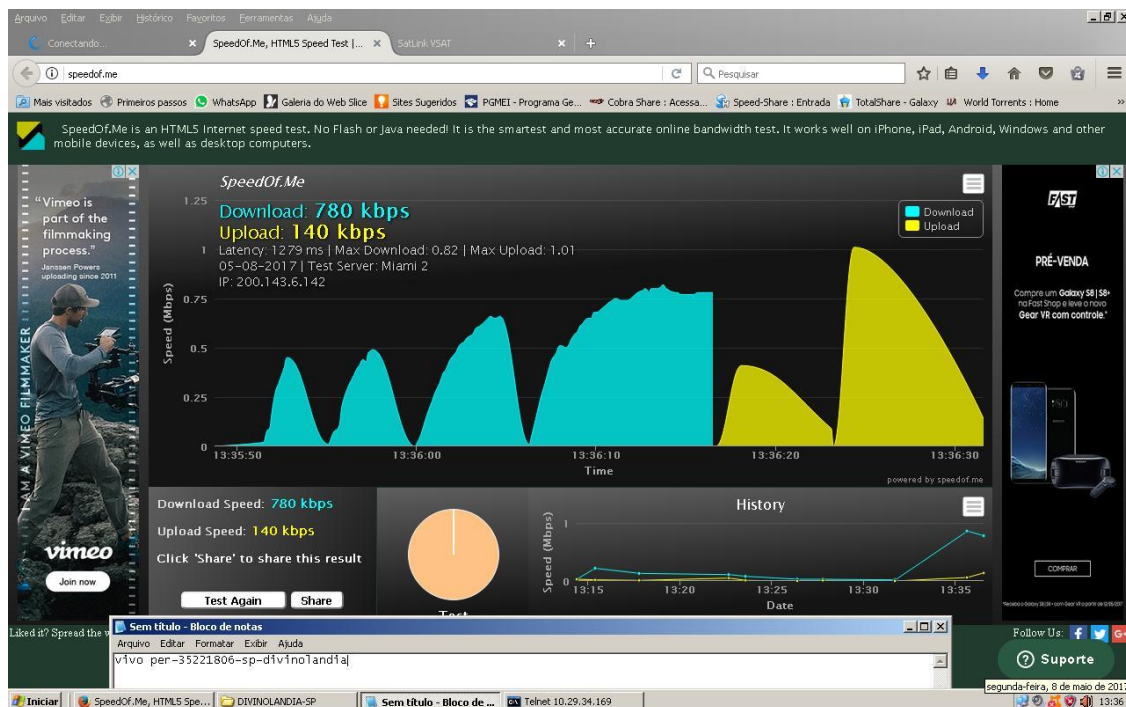 Arquivo Editar Exibir Histórico Favoritos Ferramentas Ajuda
Conectando...
SpeedOf.Me, HTML5 Speed Test |...
SatLink VSAT
speedof.me
Pesquisar
Mais visitados Primeiros passos WhatsApp Galeria do Web Slice Sites Sugeridos PGMEI - Programa Ge... Cobra Share : Acessa... Speed-Share : Entrada TotalShare - Galaxy World Torrents : Home »
SpeedOf.Me is an HTML5 Internet speed test. No Flash or Java needed! It is the smartest and most accurate online bandwidth test. It works well on iPhone, iPad, Android, Windows and other
mobile devices, as well as desktop computers.
“Vimeo is
part of the
filmmaking
process.”
Janssen Powers
uploading since 2011
I AM A VIMEO FILMMAKER
vimeo
Join now
SpeedOf.Me
Download: 780 kbps
Upload: 140 kbps
Latency: 1279 ms | Max Download: 0.82 | Max Upload: 1.01
05-08-2017 | Test Server: Miami 2
IP: 200.143.6.142
Download
Upload
Speed (Mbps)
1.25
1
0.75
0.5
0.25
0
13:35:50 13:36:00 13:36:10 13:36:20 13:36:30
Time
powered by speedof.me
FAST
PRÉ-VENDA
Compre um Galaxy S8 | S8+
na Fast Shop e leve o novo
Gear VR com controle.*
COMPRAR
Download Speed: 780 kbps
Upload Speed: 140 kbps
Click 'Share' to share this result
Test Again Share
Test
History
Speed (Mbps)
1
0
13:15 13:20 13:25 13:30 13:35
Date
Liked it? Spread the
Follow Us:
Suporte
Sem título - Bloco de notas
Arquivo Editar Formatar Exibir Ajuda
vivo per-35221806-sp-divinolandia
segunda-feira, 8 de maio de 2017
Iniciar SpeedOf.Me, HTML5 Spe... DIVINOLANDIA-SP Sem título - Bloco de ... Telnet 10.29.34.169 13:36